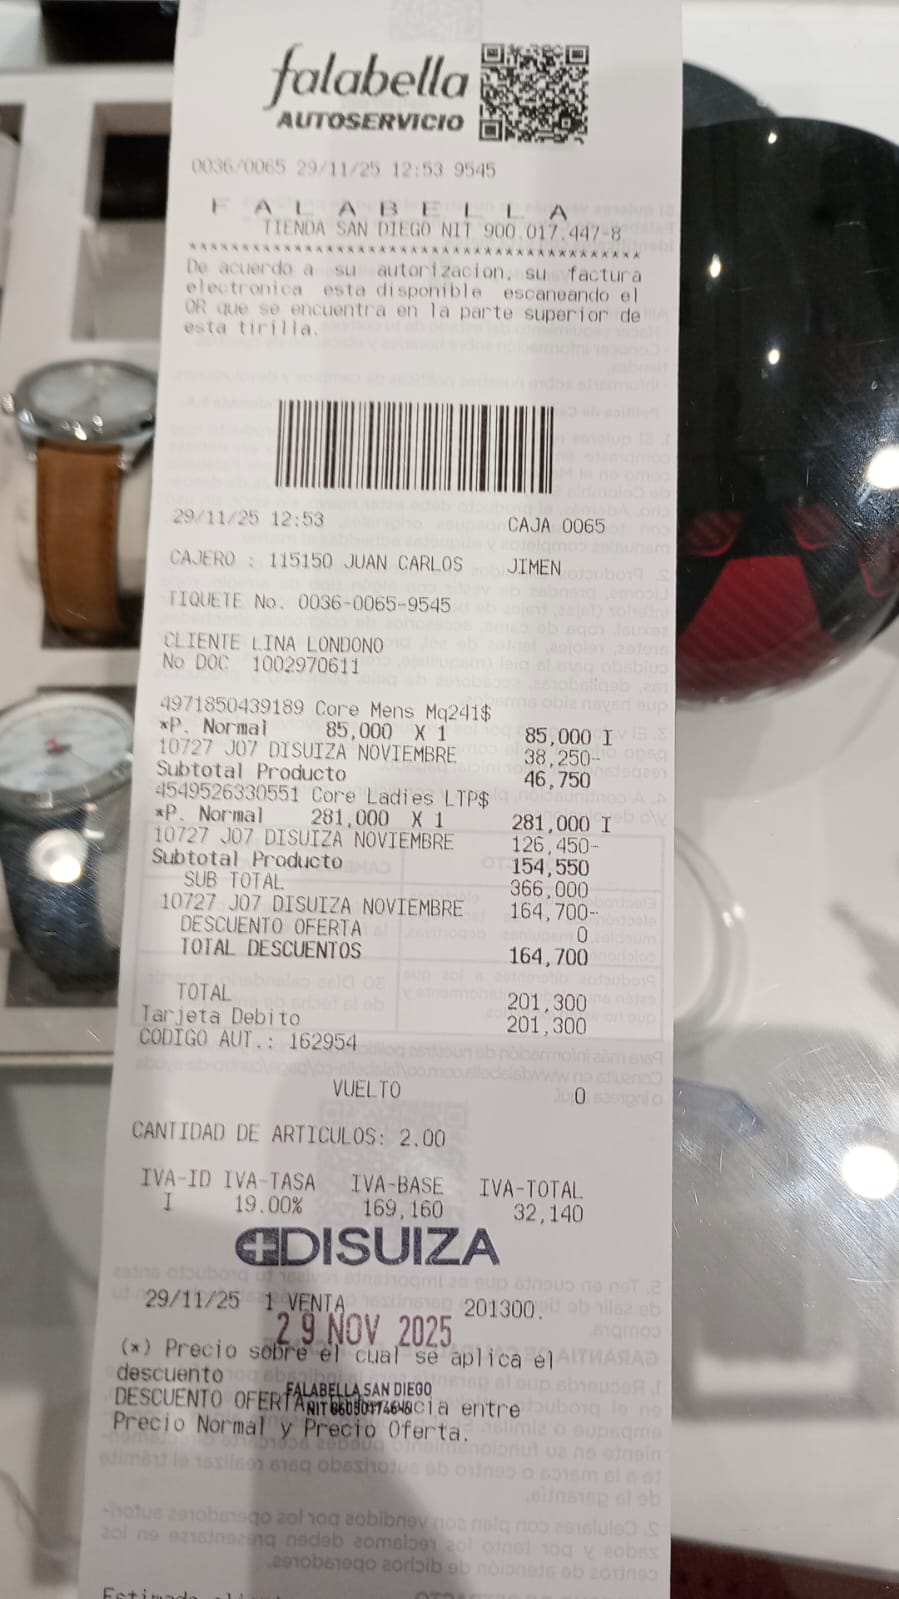 falabella
AUTOSERVICIO
0036/0065 29/11/25 12:53 9545
F A L A B E L L A
TIENDA SAN DIEGO NIT 900.017.447-8
****************************************
De acuerdo a su autorizacion, su factura
electronica esta disponible escaneando el
QR que se encuentra en la parte superior de
esta tirilla.
29/11/25 12:53 CAJA 0065
CAJERO : 115150 JUAN CARLOS JIMEN
TIQUETE No. 0036-0065-9545
CLIENTE LINA LONDONO
No DOC 1002970611
4971850439189 Core Mens Mq241$
*P. Normal 85,000 X 1 85,000 I
10727 J07 DISUIZA NOVIEMBRE 38,250-
Subtotal Producto 46,750
4549526330551 Core Ladies LTP$
*P. Normal 281,000 X 1 281,000 I
10727 J07 DISUIZA NOVIEMBRE 126,450-
Subtotal Producto 154,550
SUB TOTAL 366,000
10727 J07 DISUIZA NOVIEMBRE 164,700-
DESCUENTO OFERTA 0
TOTAL DESCUENTOS 164,700
TOTAL 201,300
Tarjeta Debito 201,300
CODIGO AUT.: 162954
VUELTO 0
CANTIDAD DE ARTICULOS: 2.00
IVA-ID IVA-TASA IVA-BASE IVA-TOTAL
I 19.00% 169,160 32,140
DISUIZA
29/11/25 1 VENTA 201300.
29 NOV 2025
(*) Precio sobre el cual se aplica el
descuento
FALABELLA SAN DIEGO
DESCUENTO OFERTA entre
Precio Normal y Precio Oferta.